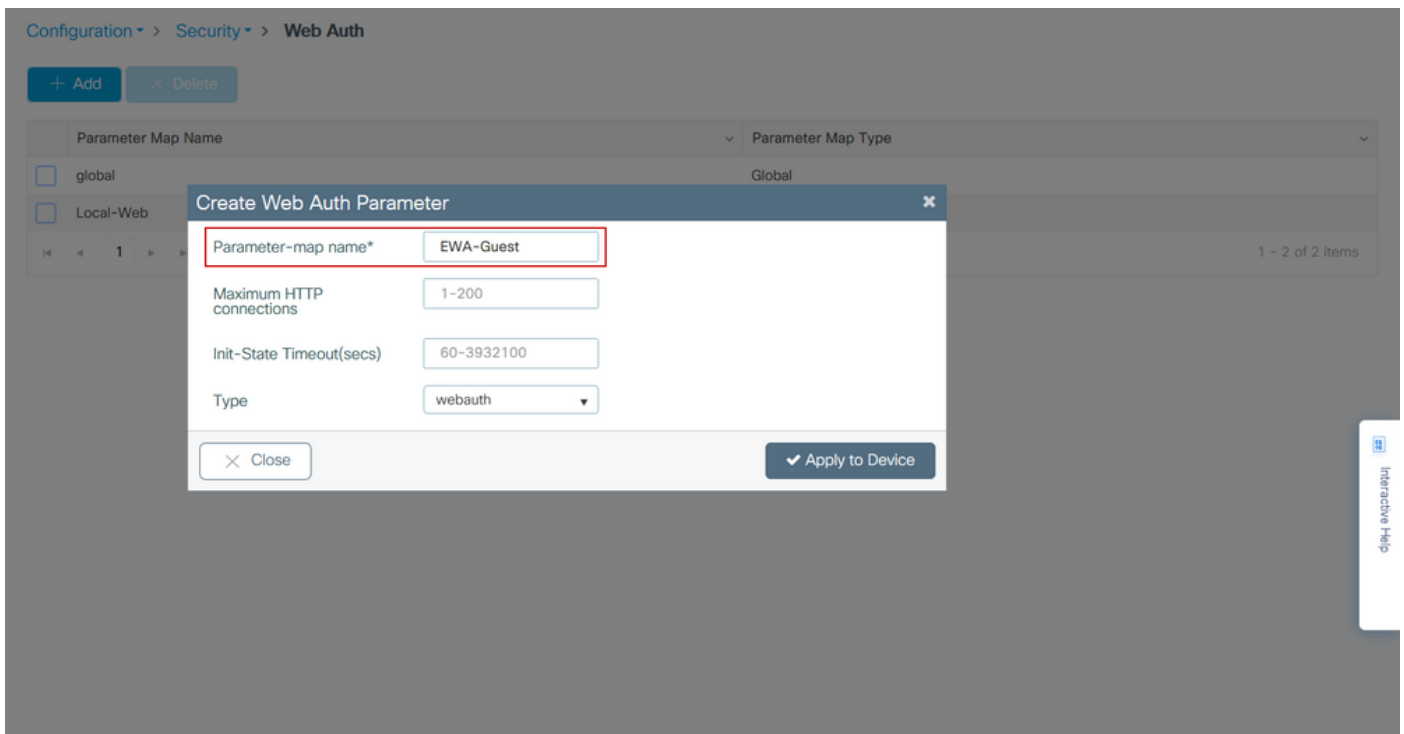 Configuration > Security > Web Auth
+ Add × Delete
Parameter Map Name Parameter Map Type
global Global
Local-Web
Create Web Auth Parameter ×
Parameter-map name* EWA-Guest
1
1 - 2 of 2 items
Maximum HTTP connections 1-200
Init-State Timeout(secs) 60-3932100
Type webauth
× Close ✔ Apply to Device
Interactive Help